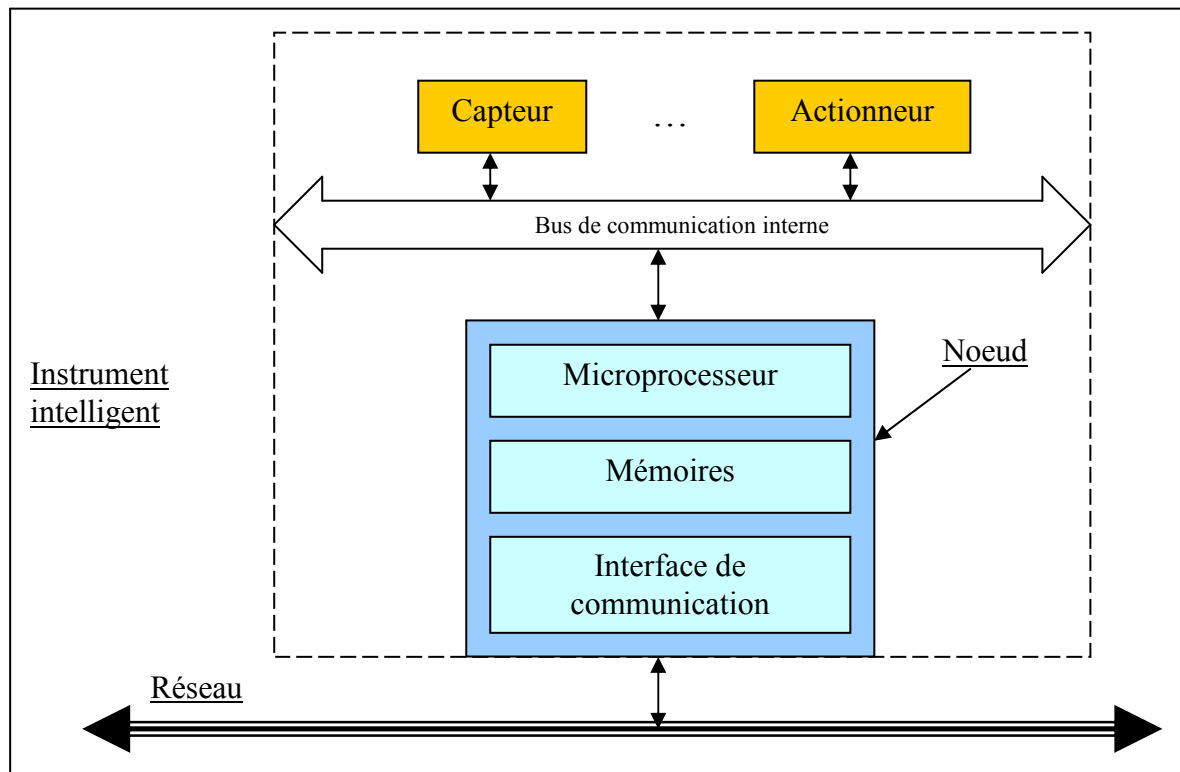 Capteur
…
Actionneur
Bus de communication interne
Instrument
intelligent
Noeud
Microprocesseur
Mémoires
Interface de
communication
Réseau